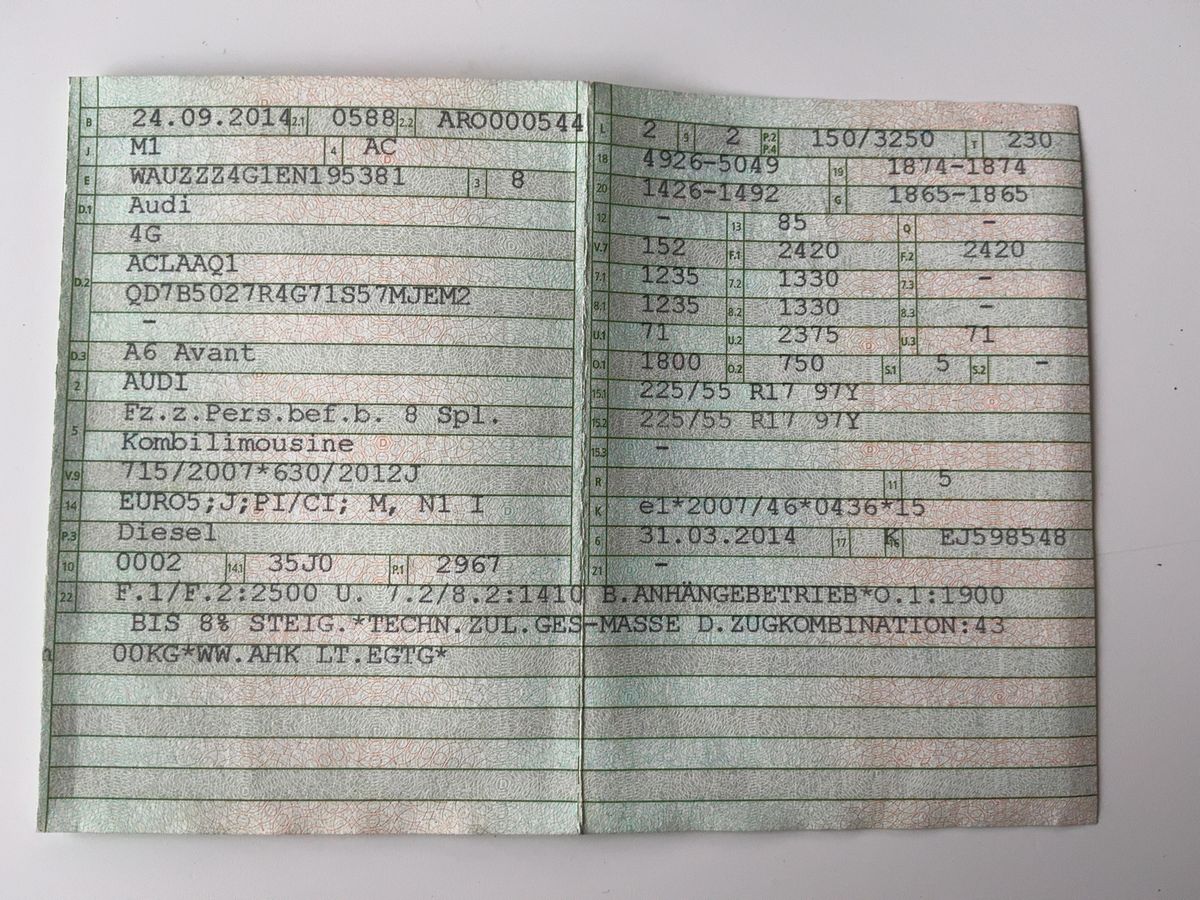 B 24.09.2014 2.1 0588 2.2 ARO000544
J M1 4 AC
E WAUZZZ4G1EN195381 3 8
D.1 Audi
4G
D.2 ACLAAQ1
QD7B5027R4G71S57MJEM2
–
D.3 A6 Avant
2 AUDI
5 Fz.z.Pers.bef.b. 8 Spl.
Kombilimousine
V.9 715/2007*630/2012J
14 EURO5;J;PI/CI; M, N1 I
P.3 Diesel
10 0002 14.1 35J0 P.1 2967
L 2 9 2 P.2 P.4 150/3250 T 230
18 4926-5049 19 1874-1874
20 1426-1492 G 1865-1865
12 – 13 85 Q –
V.7 152 F.1 2420 F.2 2420
7.1 1235 7.2 1330 7.3 –
8.1 1235 8.2 1330 8.3 –
U.1 71 U.2 2375 U.3 71
O.1 1800 O.2 750 S.1 5 S.2 –
15.1 225/55 R17 97Y
15.2 225/55 R17 97Y
15.3 –
R 11 5
K e1*2007/46*0436*15
6 31.03.2014 17 K 16 EJ598548
21 –
22 F.1/F.2:2500 U. 7.2/8.2:1410 B.ANHÄNGEBETRIEB*O.1:1900
BIS 8% STEIG.*TECHN.ZUL.GES-MASSE D.ZUGKOMBINATION:43
00KG*WW.AHK LT.EGTG*